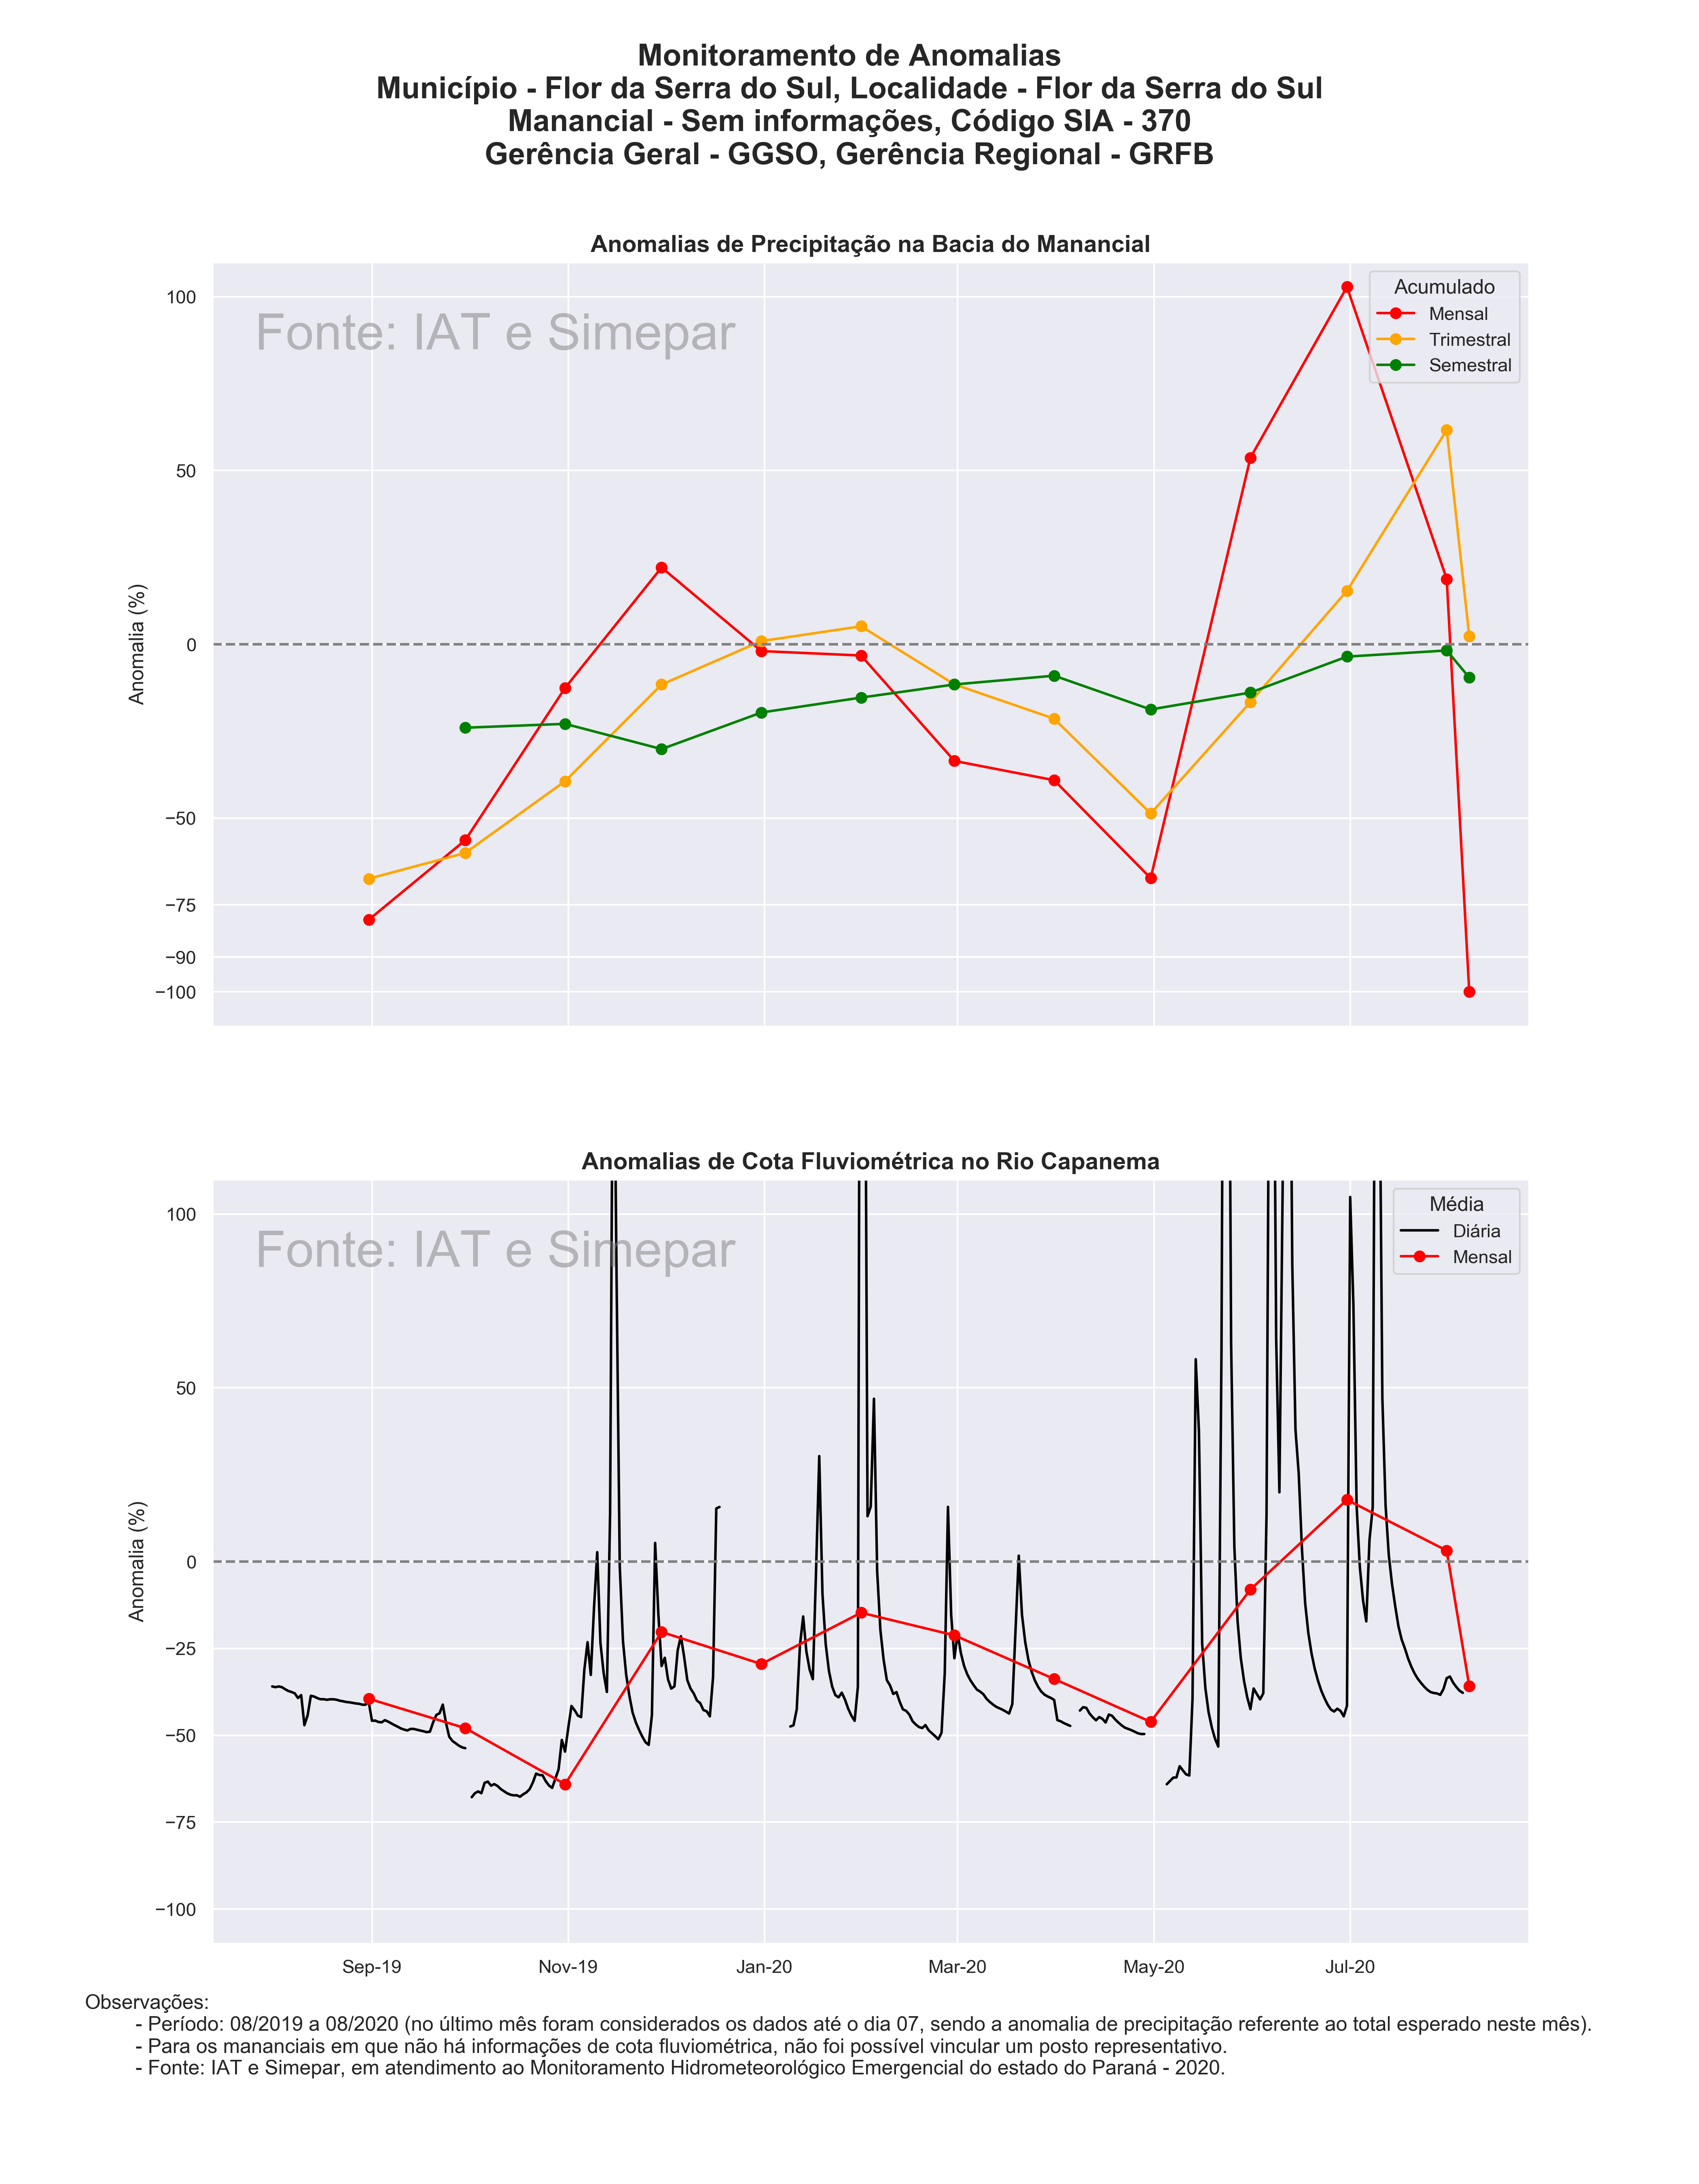 Monitoramento de Anomalias
Município - Flor da Serra do Sul, Localidade - Flor da Serra do Sul
Manancial - Sem informações, Código SIA - 370
Gerência Geral - GGSO, Gerência Regional - GRFB
Anomalias de Precipitação na Bacia do Manancial
Fonte: IAT e Simepar
Acumulado
Mensal
Trimestral
Semestral
Anomalia (%)
100
50
0
−50
−75
−90
−100
Anomalias de Cota Fluviométrica no Rio Capanema
Fonte: IAT e Simepar
Média
Diária
Mensal
Anomalia (%)
100
50
0
−25
−50
−75
−100
Sep-19 Nov-19 Jan-20 Mar-20 May-20 Jul-20
Observações:
- Período: 08/2019 a 08/2020 (no último mês foram considerados os dados até o dia 07, sendo a anomalia de precipitação referente ao total esperado neste mês).
- Para os mananciais em que não há informações de cota fluviométrica, não foi possível vincular um posto representativo.
- Fonte: IAT e Simepar, em atendimento ao Monitoramento Hidrometeorológico Emergencial do estado do Paraná - 2020.